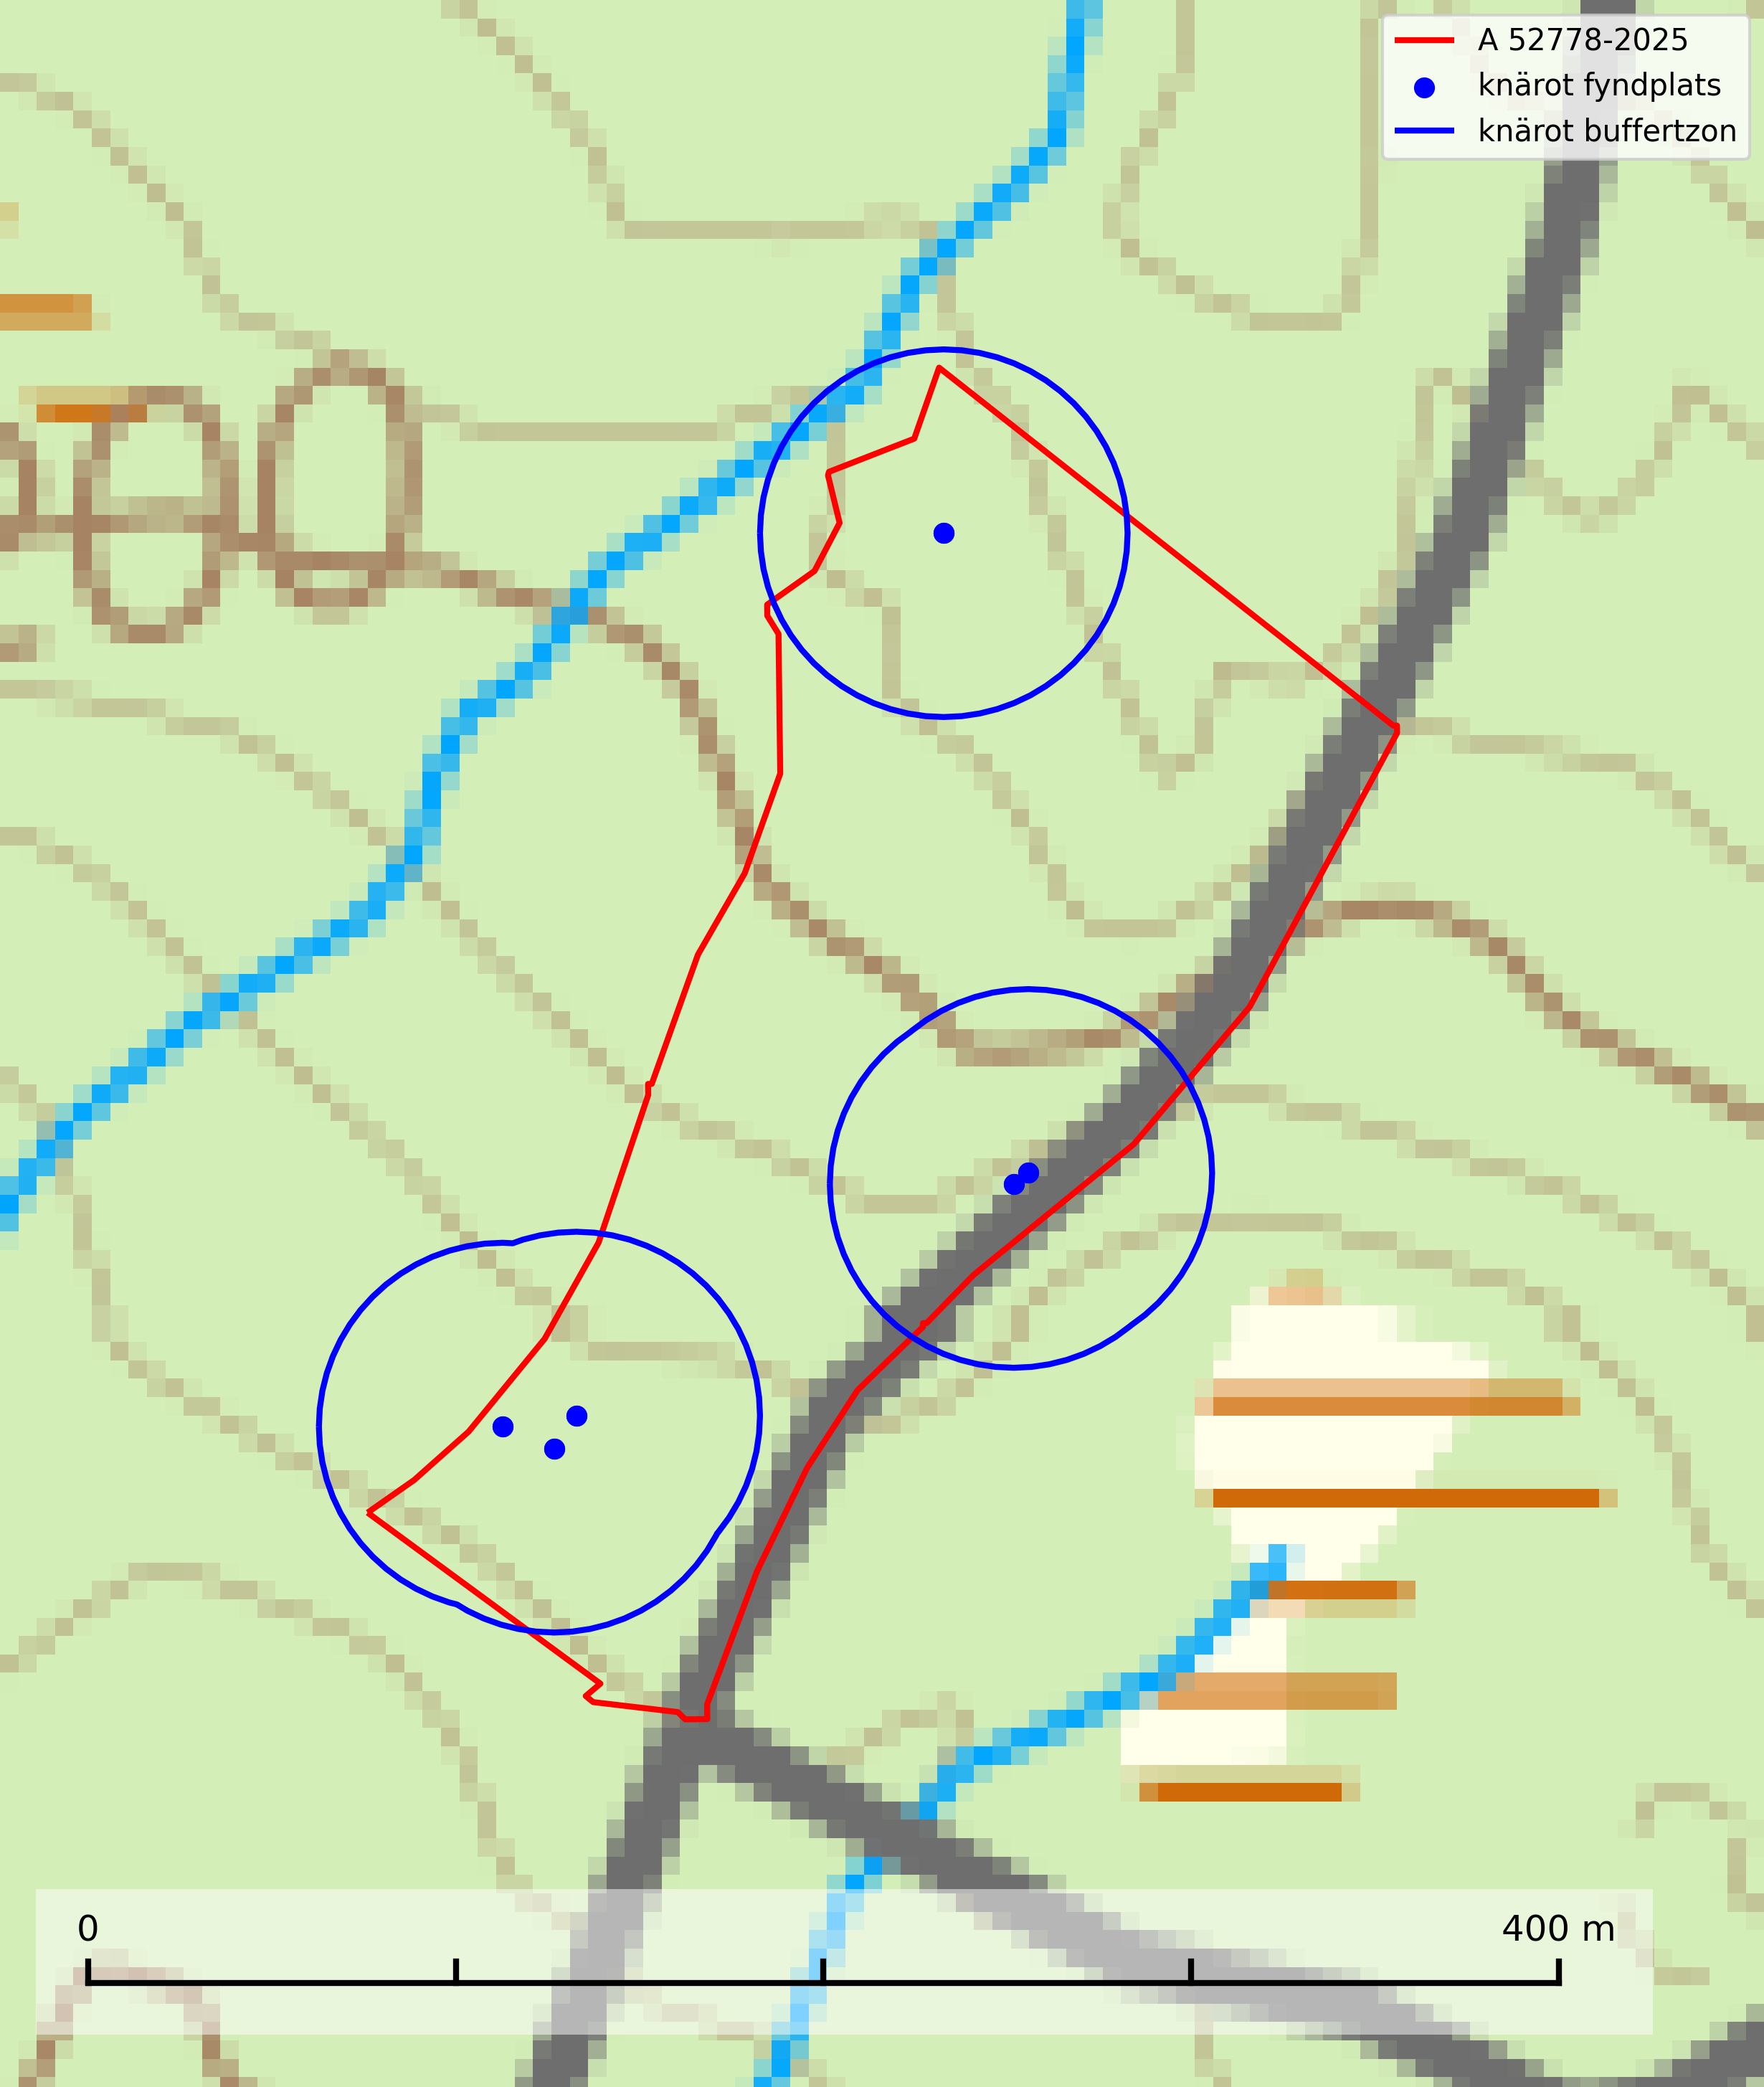 A 52778-2025
knärot fyndplats
knärot buffertzon
0
400 m